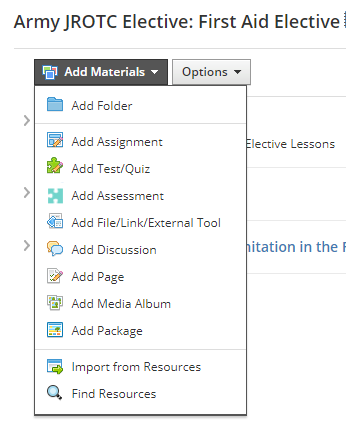 Army JROTC Elective: First Aid Elective
Add Materials Options
Add Folder
Add Assignment
Elective Lessons
Add Test/Quiz
Add Assessment
Add File/Link/External Tool
Add Discussion
in the
Add Page
Add Media Album
Add Package
Import from Resources
Find Resources